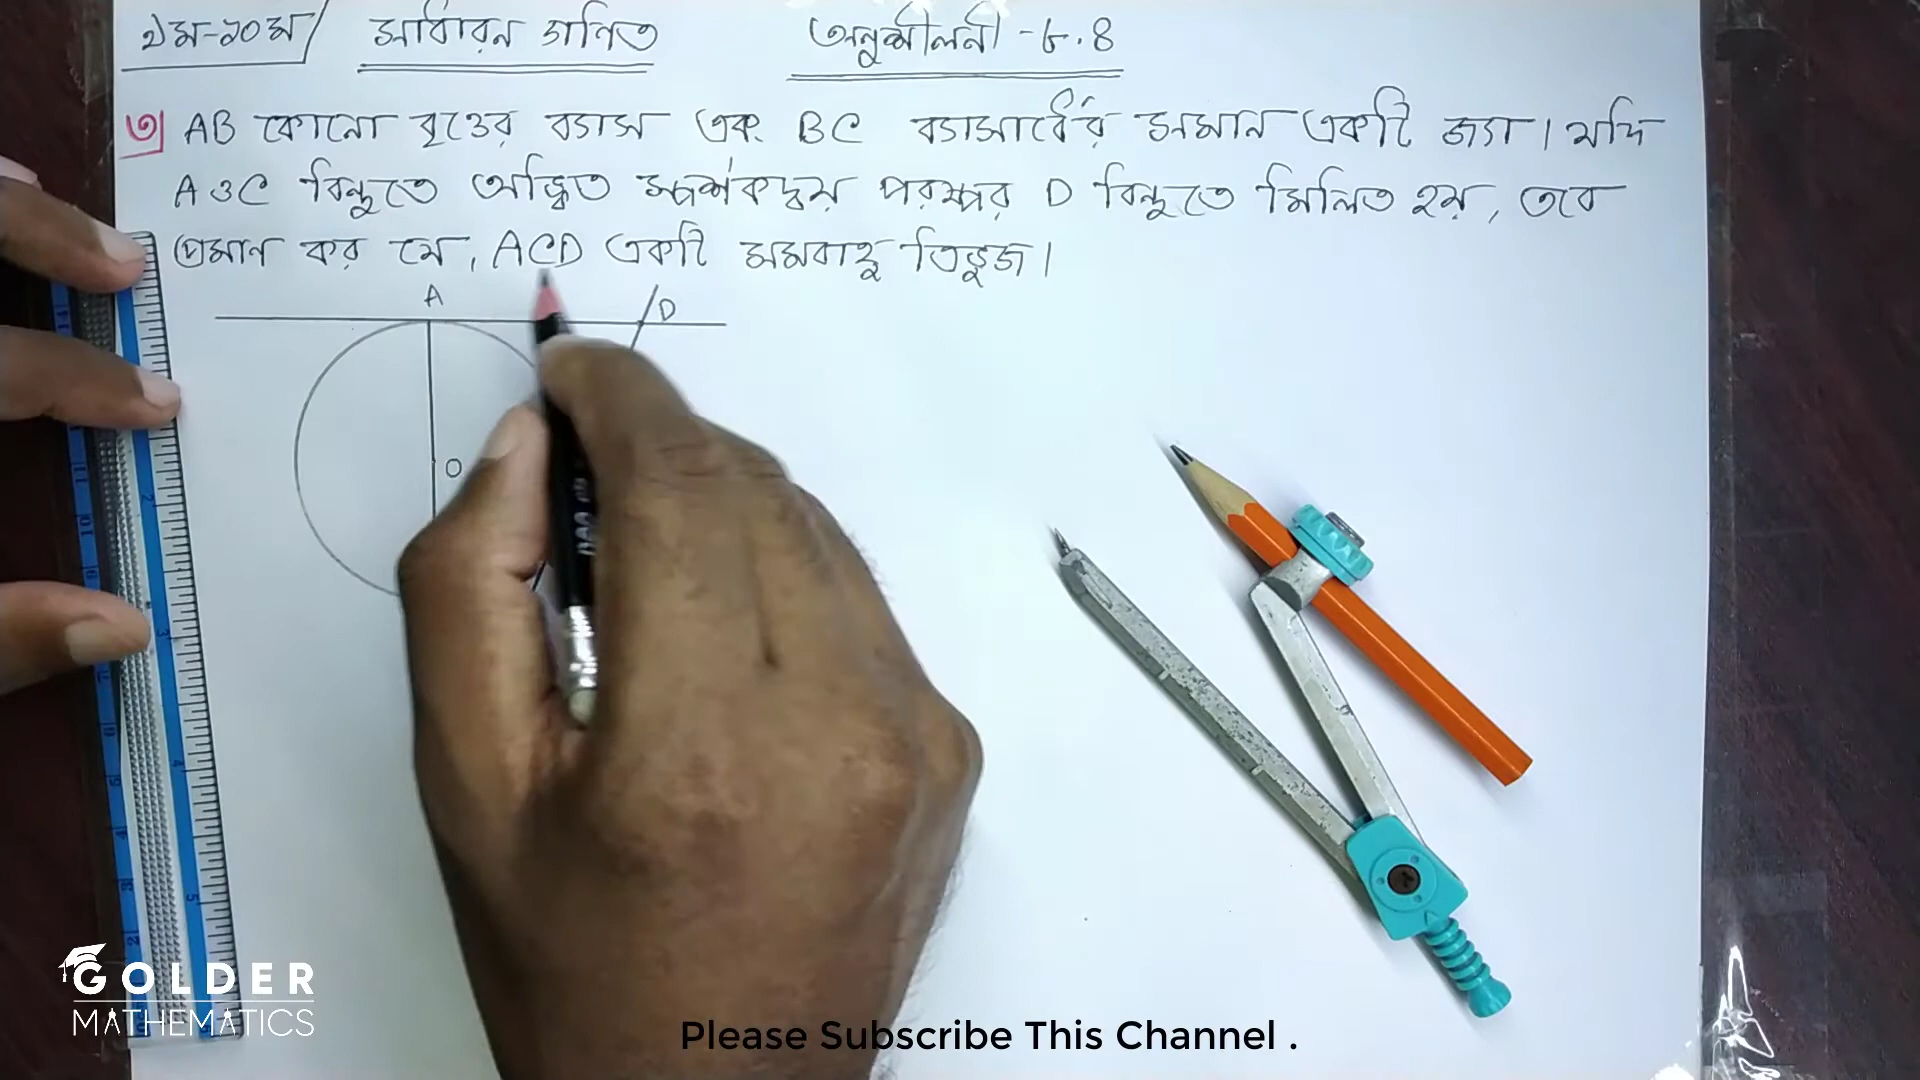 ৯ম-১০ম / সাধারন গণিত অনুশীলনী - ৮.৪
৩| AB কোনো বৃত্তের ব্যাস এবং BC ব্যাসার্ধের সমান একটি জ্যা। যদি
A ও C বিন্দুতে অঙ্কিত স্পর্শকদ্বয় পরস্পর D বিন্দুতে মিলিত হয়, তবে
প্রমান কর যে, ACD একটি সমবাহু ত্রিভুজ।
A
D
O
GOLDER
MATHEMATICS
Please Subscribe This Channel .